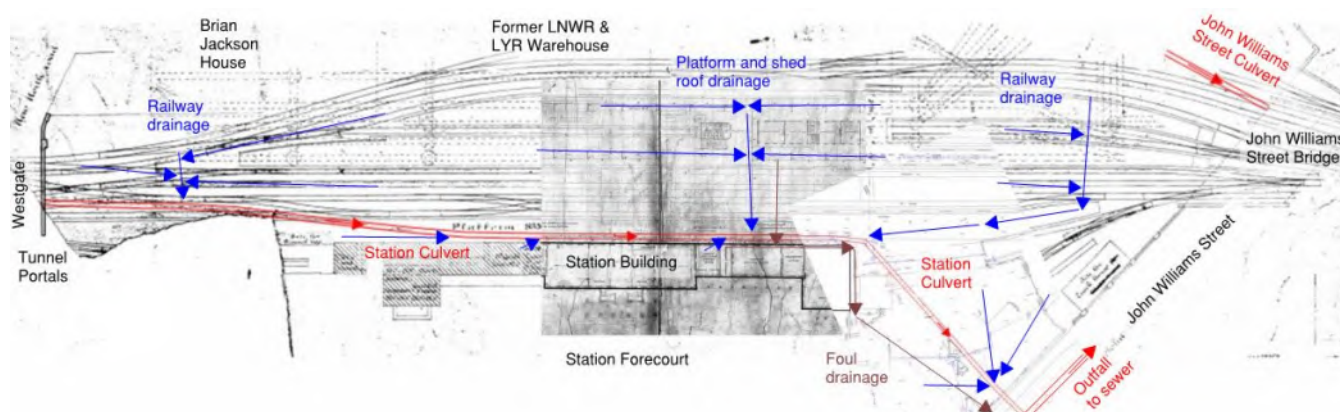 Brian
Jackson
House
Former LNWR &
LYR Warehouse
John Williams
Street Culvert
Platform and shed
roof drainage
Railway
drainage
Railway
drainage
John Williams
Street Bridge
Westgate
Tunnel
Portals
Station Culvert
Station Building
Station
Culvert
John Williams Street
Station Forecourt
Foul
drainage
Outfall
to sewer